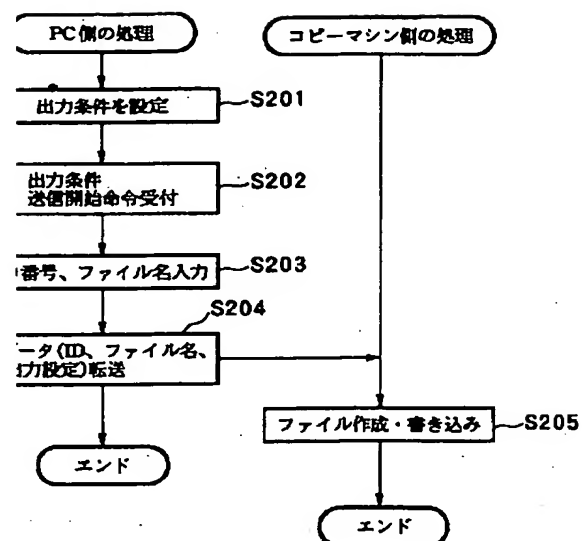 PC側の処理
コピーマシン側の処理
出力条件を設定
S201
出力条件
送信開始命令受付
S202
番号、ファイル名入力
S203
S204
ータ(ID、ファイル名、
力設定)転送
ファイル作成・書き込み
S205
エンド
エンド